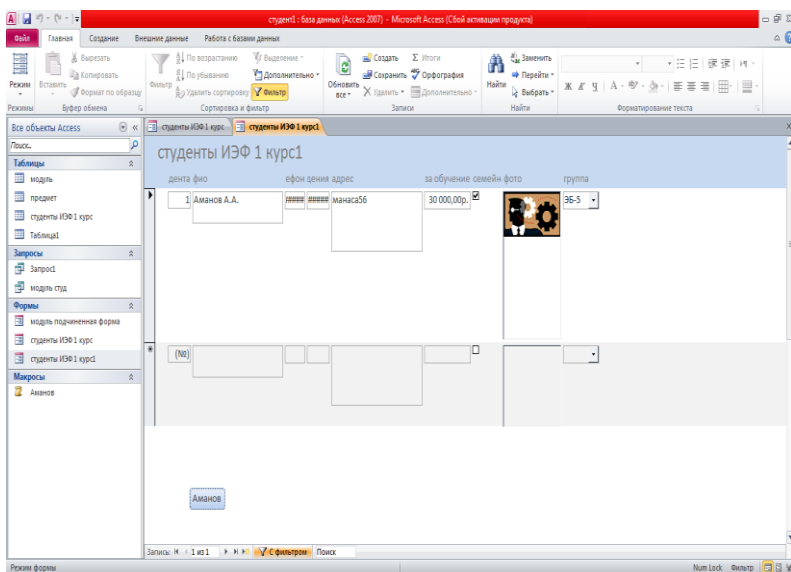 студент1 : база данных (Access 2007) - Microsoft Access (Сбой активации продукта)
Файл Главная Создание Внешние данные Работа с базами данных
Режим
Режимы
Вставить
Вырезать
Копировать
Формат по образцу
Буфер обмена
Фильтр
По возрастанию
По убыванию
Удалить сортировку
Выделение
Дополнительно
Фильтр
Сортировка и фильтр
Обновить все
Создать
Сохранить
Удалить
Итоги
Орфография
Дополнительно
Записи
Найти
Заменить
Перейти
Выбрать
Найти
Ж К Ч
Форматирование текста
Все объекты Access
Поиск...
Таблицы
модуль
предмет
студенты ИЭФ 1 курс
Таблица1
Запросы
Запрос1
модуль студ
Формы
модуль подчиненная форма
студенты ИЭФ 1 курс
студенты ИЭФ 1 курс1
Макросы
Аманов
студенты ИЭФ 1 курс студенты ИЭФ 1 курс1
студенты ИЭФ 1 курс1
дента фио ефон дения адрес за обучение семейн фото группа
1 Аманов А.А. ##### ##### манаса56 30 000,00р. ЭБ-5
(№)
Аманов
Запись: 1 из 1 С фильтром Поиск
Режим формы Num Lock Фильтр